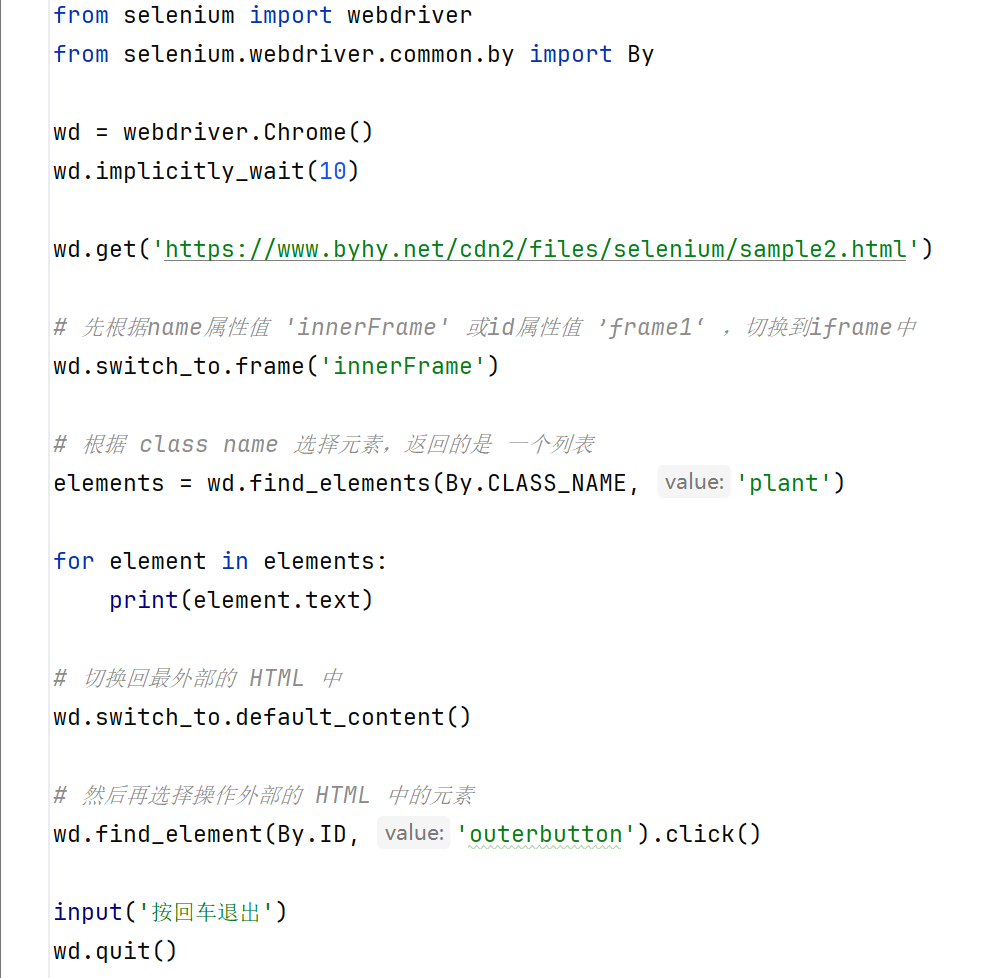 from selenium import webdriver
from selenium.webdriver.common.by import By
wd = webdriver.Chrome()
wd.implicitly_wait(10)
wd.get('https://www.byhy.net/cdn2/files/selenium/sample2.html')
# 先根据name属性值 'innerFrame' 或id属性值 ’frame1‘ ，切换到iframe中
wd.switch_to.frame('innerFrame')
# 根据 class name 选择元素，返回的是 一个列表
elements = wd.find_elements(By.CLASS_NAME, value: 'plant')
for element in elements:
    print(element.text)
# 切换回最外部的 HTML 中
wd.switch_to.default_content()
# 然后再选择操作外部的 HTML 中的元素
wd.find_element(By.ID, value: 'outerbutton').click()
input('按回车退出')
wd.quit()